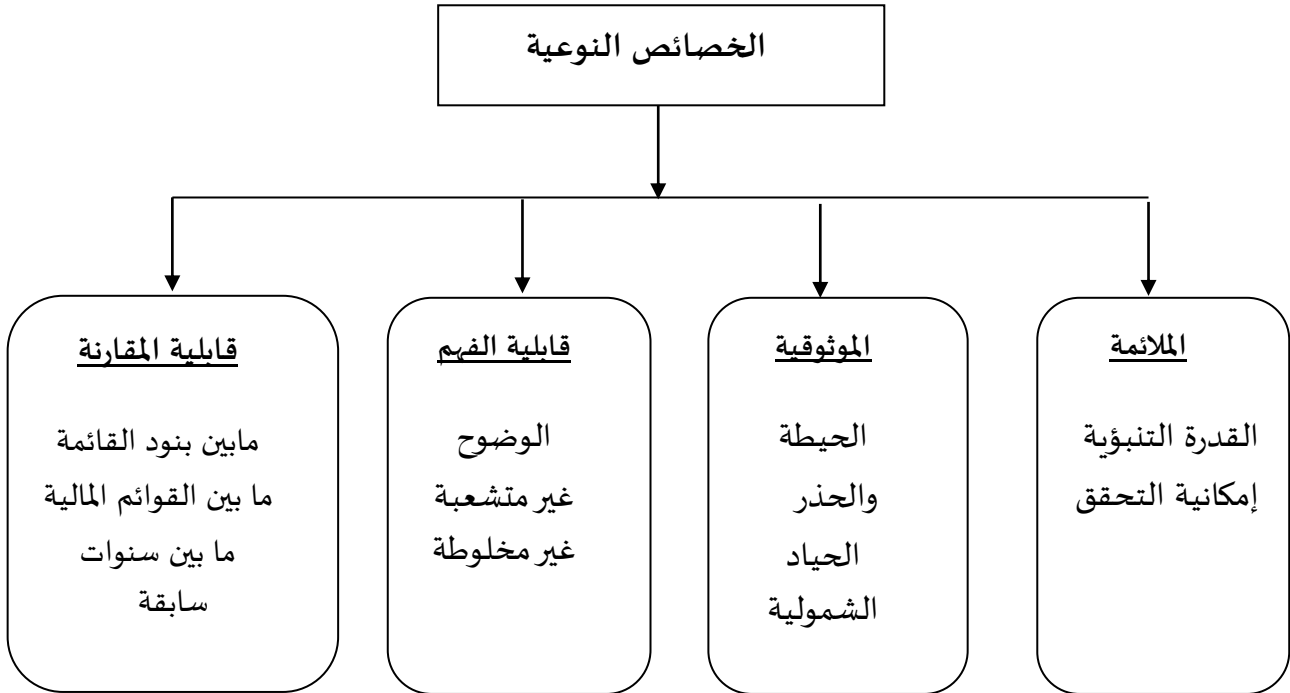 الخصائص النوعية
الملائمة
القدرة التنبؤية
إمكانية التحقق
الموثوقية
الحيطة
والحذر
الحياد
الشمولية
قابلية الفهم
الوضوح
غير متشعبة
غير مخلوطة
قابلية المقارنة
مابين بنود القائمة
ما بين القوائم المالية
ما بين سنوات
سابقة